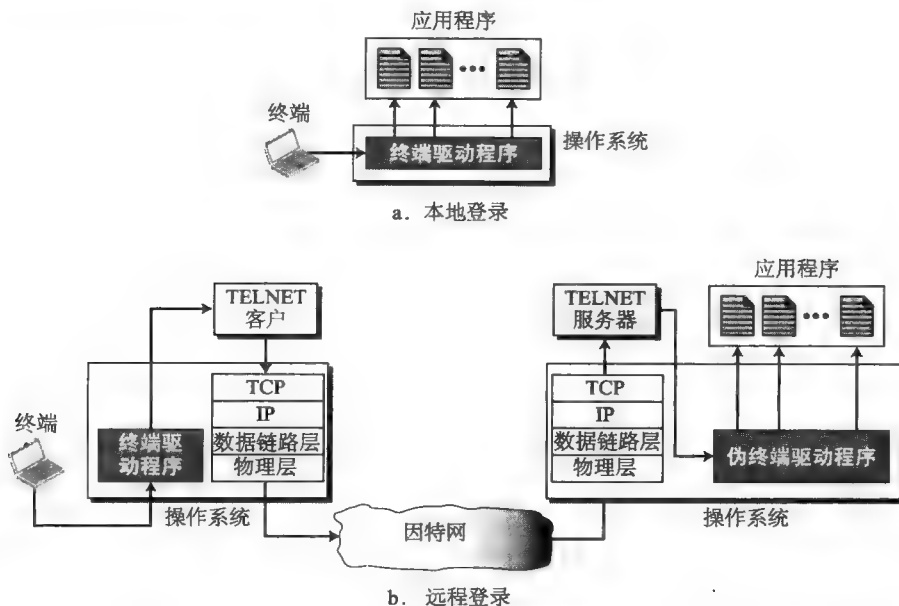 应用程序
终端
终端驱动程序
操作系统
a. 本地登录
TELNET
客户
TCP
IP
数据链路层
物理层
终端
终端驱
动程序
操作系统
因特网
TELNET
服务器
TCP
IP
数据链路层
物理层
应用程序
伪终端驱动程序
操作系统
b. 远程登录